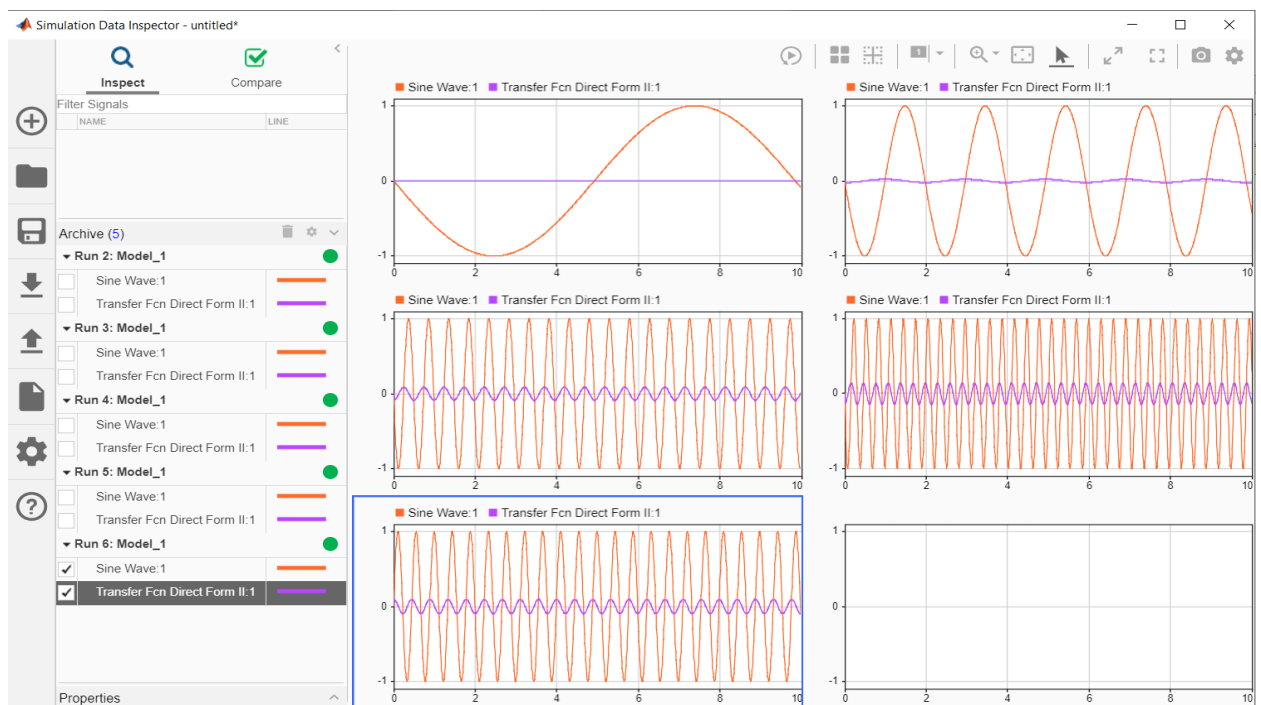 Simulation Data Inspector - untitled*
Inspect
Compare
Filter Signals
NAME LINE
Archive (5)
Run 2: Model_1
Sine Wave:1
Transfer Fcn Direct Form II:1
Run 3: Model_1
Sine Wave:1
Transfer Fcn Direct Form II:1
Run 4: Model_1
Sine Wave:1
Transfer Fcn Direct Form II:1
Run 5: Model_1
Sine Wave:1
Transfer Fcn Direct Form II:1
Run 6: Model_1
Sine Wave:1
Transfer Fcn Direct Form II:1
Properties
1
Sine Wave:1 Transfer Fcn Direct Form II:1
1
0
-1
0 2 4 6 8 10
Sine Wave:1 Transfer Fcn Direct Form II:1
1
0
-1
0 2 4 6 8 10
Sine Wave:1 Transfer Fcn Direct Form II:1
1
0
-1
0 2 4 6 8 10
Sine Wave:1 Transfer Fcn Direct Form II:1
1
0
-1
0 2 4 6 8 10
Sine Wave:1 Transfer Fcn Direct Form II:1
1
0
-1
0 2 4 6 8 10
1
0
-1
0 2 4 6 8 10